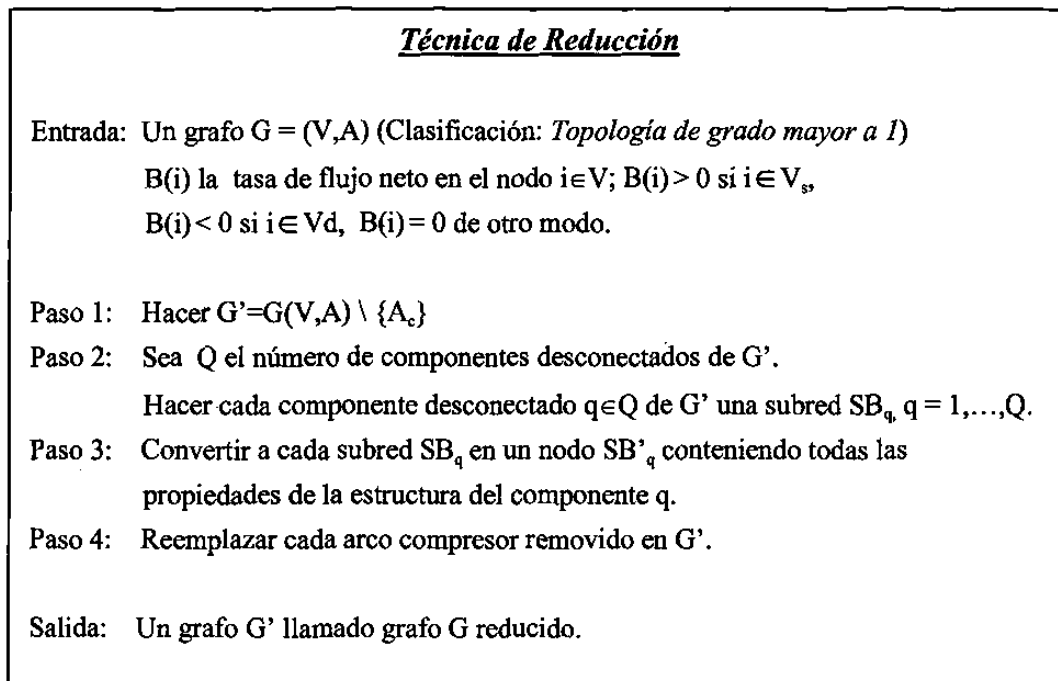 Técnica de Reducción
Entrada: Un grafo G = (V,A) (Clasificación: Topología de grado mayor a 1)
B(i) la tasa de flujo neto en el nodo i∈V; B(i) > 0 si i∈ Vs,
B(i) < 0 si i∈ Vd, B(i) = 0 de otro modo.
Paso 1: Hacer G’=G(V,A) \ {Ac}
Paso 2: Sea Q el número de componentes desconectados de G’.
Hacer cada componente desconectado q∈Q de G’ una subred SBq, q = 1,…,Q.
Paso 3: Convertir a cada subred SBq en un nodo SB’q conteniendo todas las
propiedades de la estructura del componente q.
Paso 4: Reemplazar cada arco compresor removido en G’.
Salida: Un grafo G’ llamado grafo G reducido.